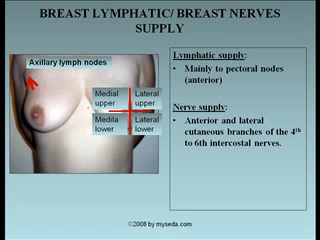 BREAST LYMPHATIC/ BREAST NERVES
SUPPLY
Axillary lymph nodes
Medial
upper
Lateral
upper
Medila
lower
Lateral
lower
Lymphatic supply:
• Mainly to pectoral nodes
(anterior)
Nerve supply:
• Anterior and lateral
cutaneous branches of the 4th
to 6th intercostal nerves.
©2008 by myseda.com